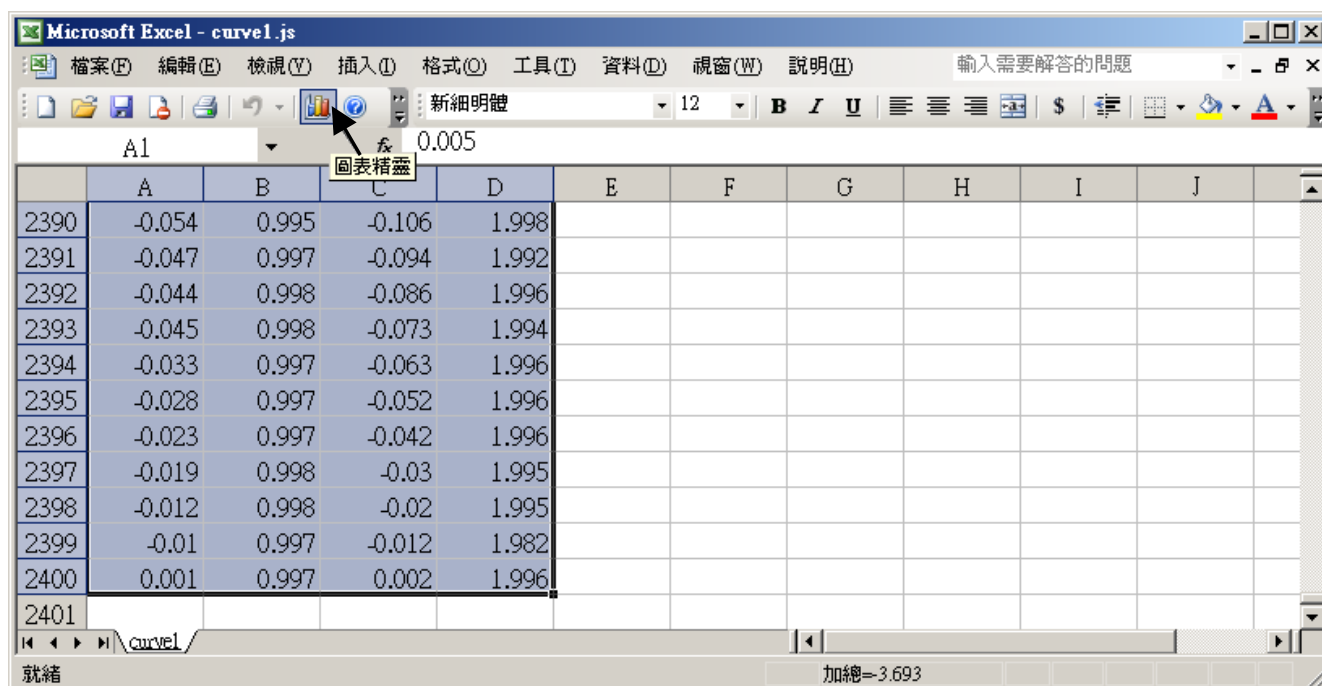 Microsoft Excel - curve1.js
檔案(F) 編輯(E) 檢視(V) 插入(I) 格式(O) 工具(T) 資料(D) 視窗(W) 說明(H) 輸入需要解答的問題
新細明體 12 B I U $ A
A1 fx 0.005
圖表精靈
A B C D E F G H I J
2390 -0.054 0.995 -0.106 1.998
2391 -0.047 0.997 -0.094 1.992
2392 -0.044 0.998 -0.086 1.996
2393 -0.045 0.998 -0.073 1.994
2394 -0.033 0.997 -0.063 1.996
2395 -0.028 0.997 -0.052 1.996
2396 -0.023 0.997 -0.042 1.996
2397 -0.019 0.998 -0.03 1.995
2398 -0.012 0.998 -0.02 1.995
2399 -0.01 0.997 -0.012 1.982
2400 0.001 0.997 0.002 1.996
2401
curve1
就緒 加總=-3.693